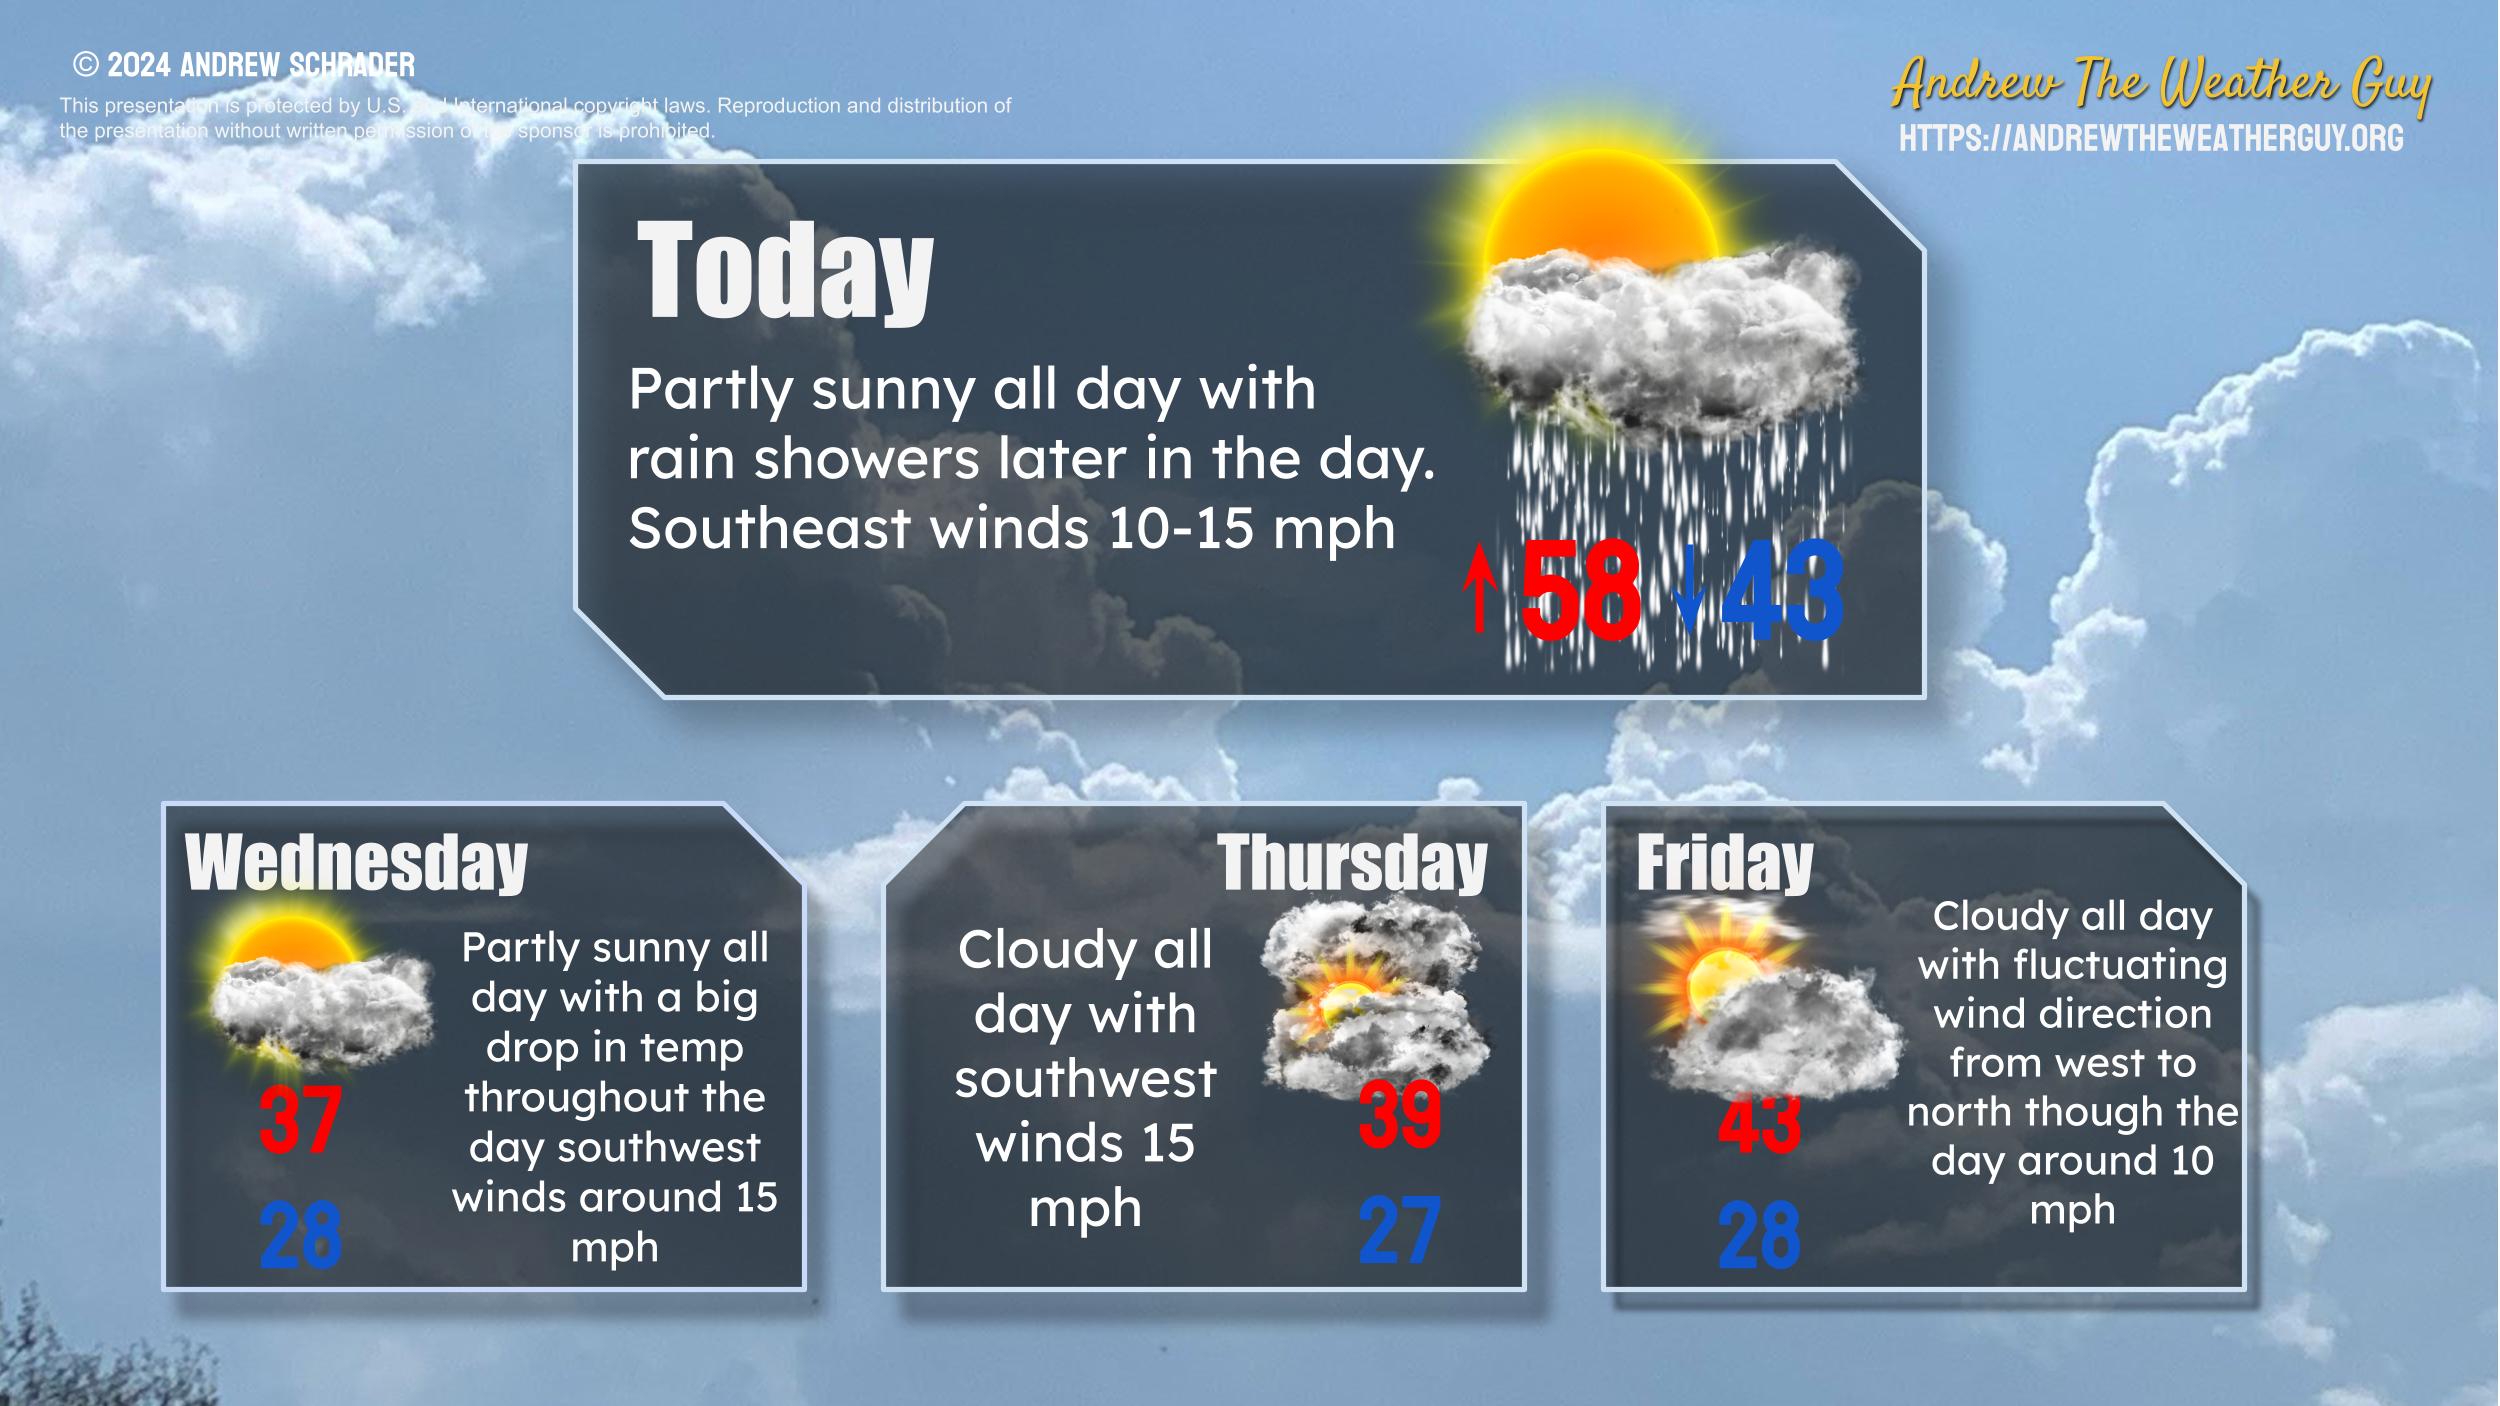 © 2024 ANDREW SCHRADER
This presentation is protected by U.S. and International copyright laws. Reproduction and distribution of
the presentation without written permission of the sponsor is prohibited.
Andrew The Weather Guy
HTTPS://ANDREWTHEWEATHERGUY.ORG
Today
Partly sunny all day with
rain showers later in the day.
Southeast winds 10-15 mph
↑58 ↓43
Wednesday
Partly sunny all
day with a big
drop in temp
throughout the
day southwest
winds around 15
mph
37
28
Thursday
Cloudy all
day with
southwest
winds 15
mph
39
27
Friday
Cloudy all day
with fluctuating
wind direction
from west to
north though the
day around 10
mph
43
28